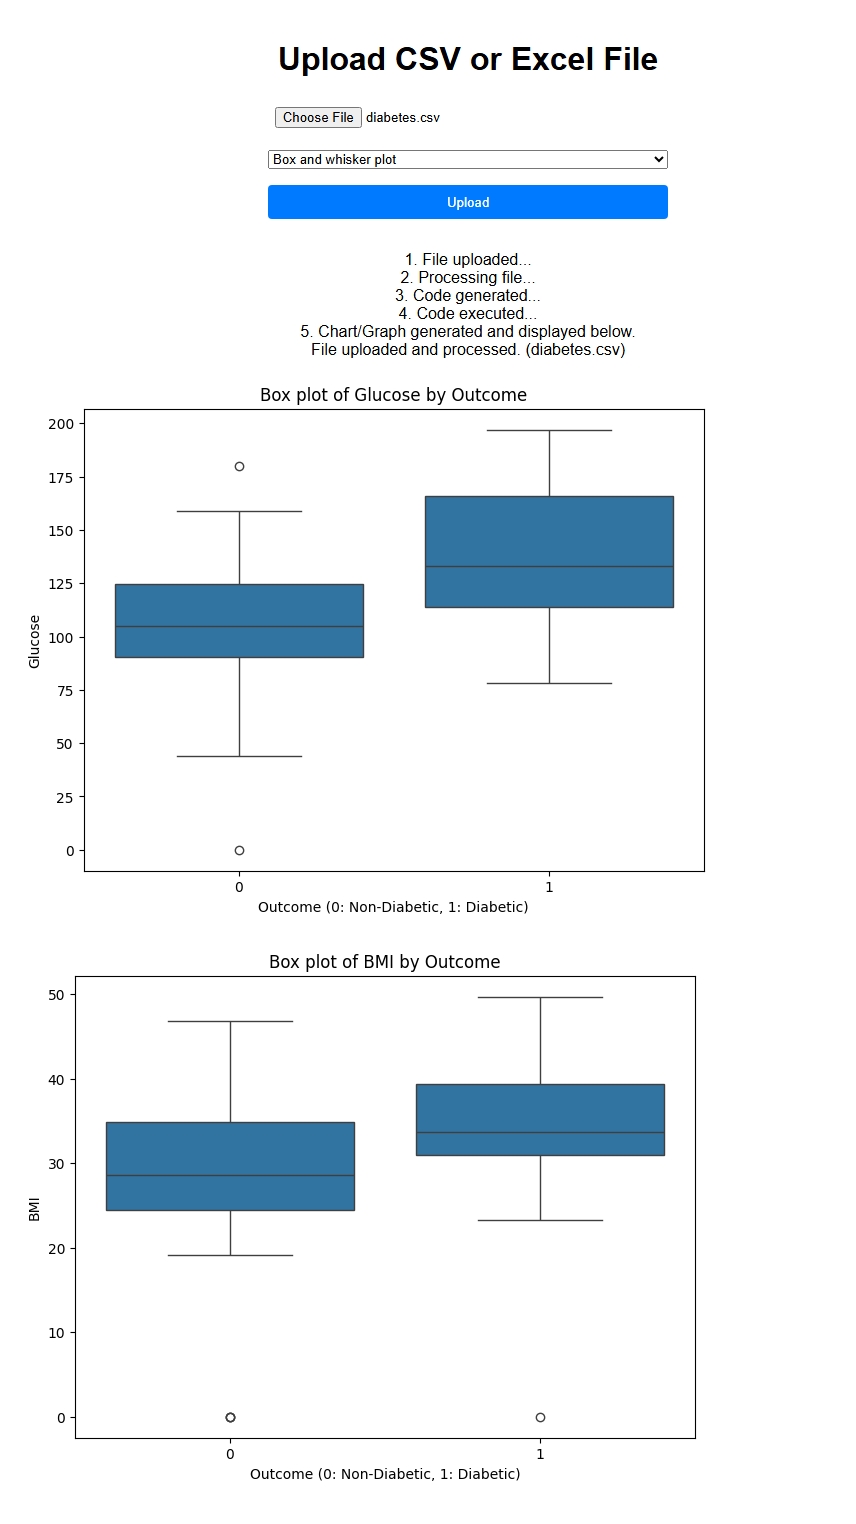 Upload CSV or Excel File
Choose File diabetes.csv
Box and whisker plot
Upload
1. File uploaded...
2. Processing file...
3. Code generated...
4. Code executed...
5. Chart/Graph generated and displayed below.
File uploaded and processed. (diabetes.csv)
Box plot of Glucose by Outcome
200
175
150
125
100
75
50
25
0
Glucose
0 1
Outcome (0: Non-Diabetic, 1: Diabetic)
Box plot of BMI by Outcome
50
40
30
20
10
0
BMI
0 1
Outcome (0: Non-Diabetic, 1: Diabetic)